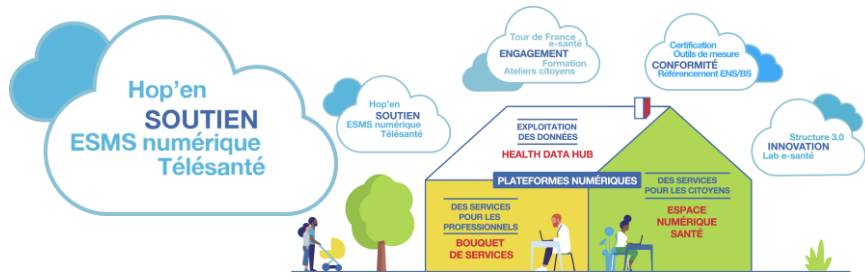 Hop'en
SOUTIEN
ESMS numérique
Télésanté
Hop'en
SOUTIEN
ESMS numérique
Télésanté
Tour de France
e-santé
ENGAGEMENT
Formation
Ateliers citoyens
Certification
Outils de mesure
CONFORMITÉ
Référencement ENS/BS
Structure 3.0
INNOVATION
Lab e-santé
EXPLOITATION
DES DONNÉES
HEALTH DATA HUB
PLATEFORMES NUMÉRIQUES
DES SERVICES
POUR LES
PROFESSIONNELS
BOUQUET
DE SERVICES
DES SERVICES
POUR LES CITOYENS
ESPACE
NUMÉRIQUE
SANTÉ